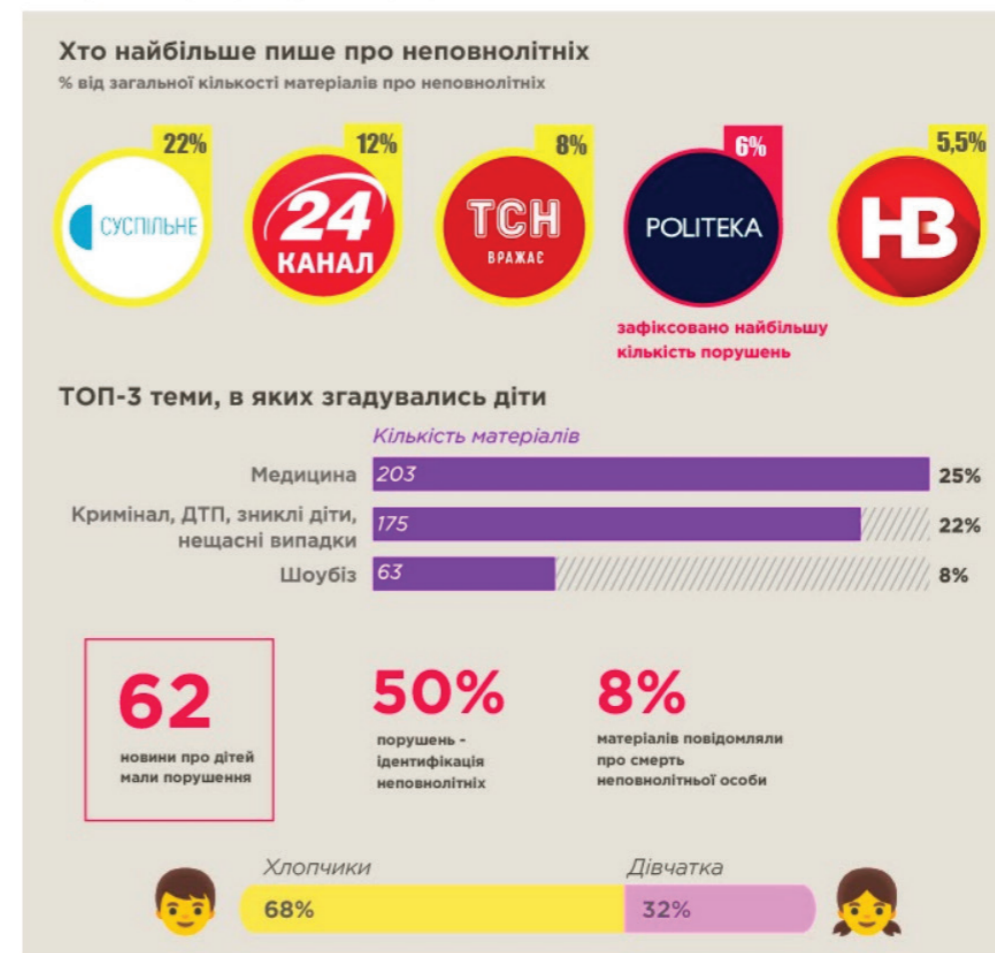 Хто найбільше пише про неповнолітніх
% від загальної кількості матеріалів про неповнолітніх
22%
12%
8%
6%
5,5%
СУСПІЛЬНЕ
24
КАНАЛ
ТСН
ВРАЖАЄ
POLITEKA
НВ
зафіксовано найбільшу
кількість порушень
ТОП-3 теми, в яких згадувались діти
Кількість матеріалів
Медицина 203 25%
Кримінал, ДТП, зниклі діти,
нещасні випадки
175 22%
Шоубіз 63 8%
62
новини про дітей
мали порушення
50%
порушень -
ідентифікація
неповнолітніх
8%
матеріалів повідомляли
про смерть
неповнолітньої особи
Хлопчики
Дівчатка
68%
32%